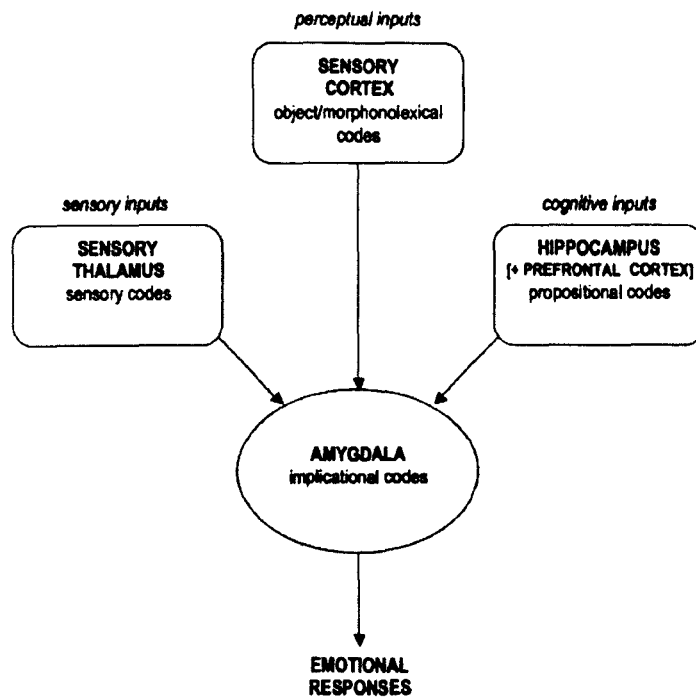 perceptual inputs
SENSORY
CORTEX
object/morphonolexical
codes
sensory inputs
SENSORY
THALAMUS
sensory codes
cognitive inputs
HIPPOCAMPUS
[+ PREFRONTAL CORTEX]
propositional codes
AMYGDALA
implicational codes
EMOTIONAL
RESPONSES